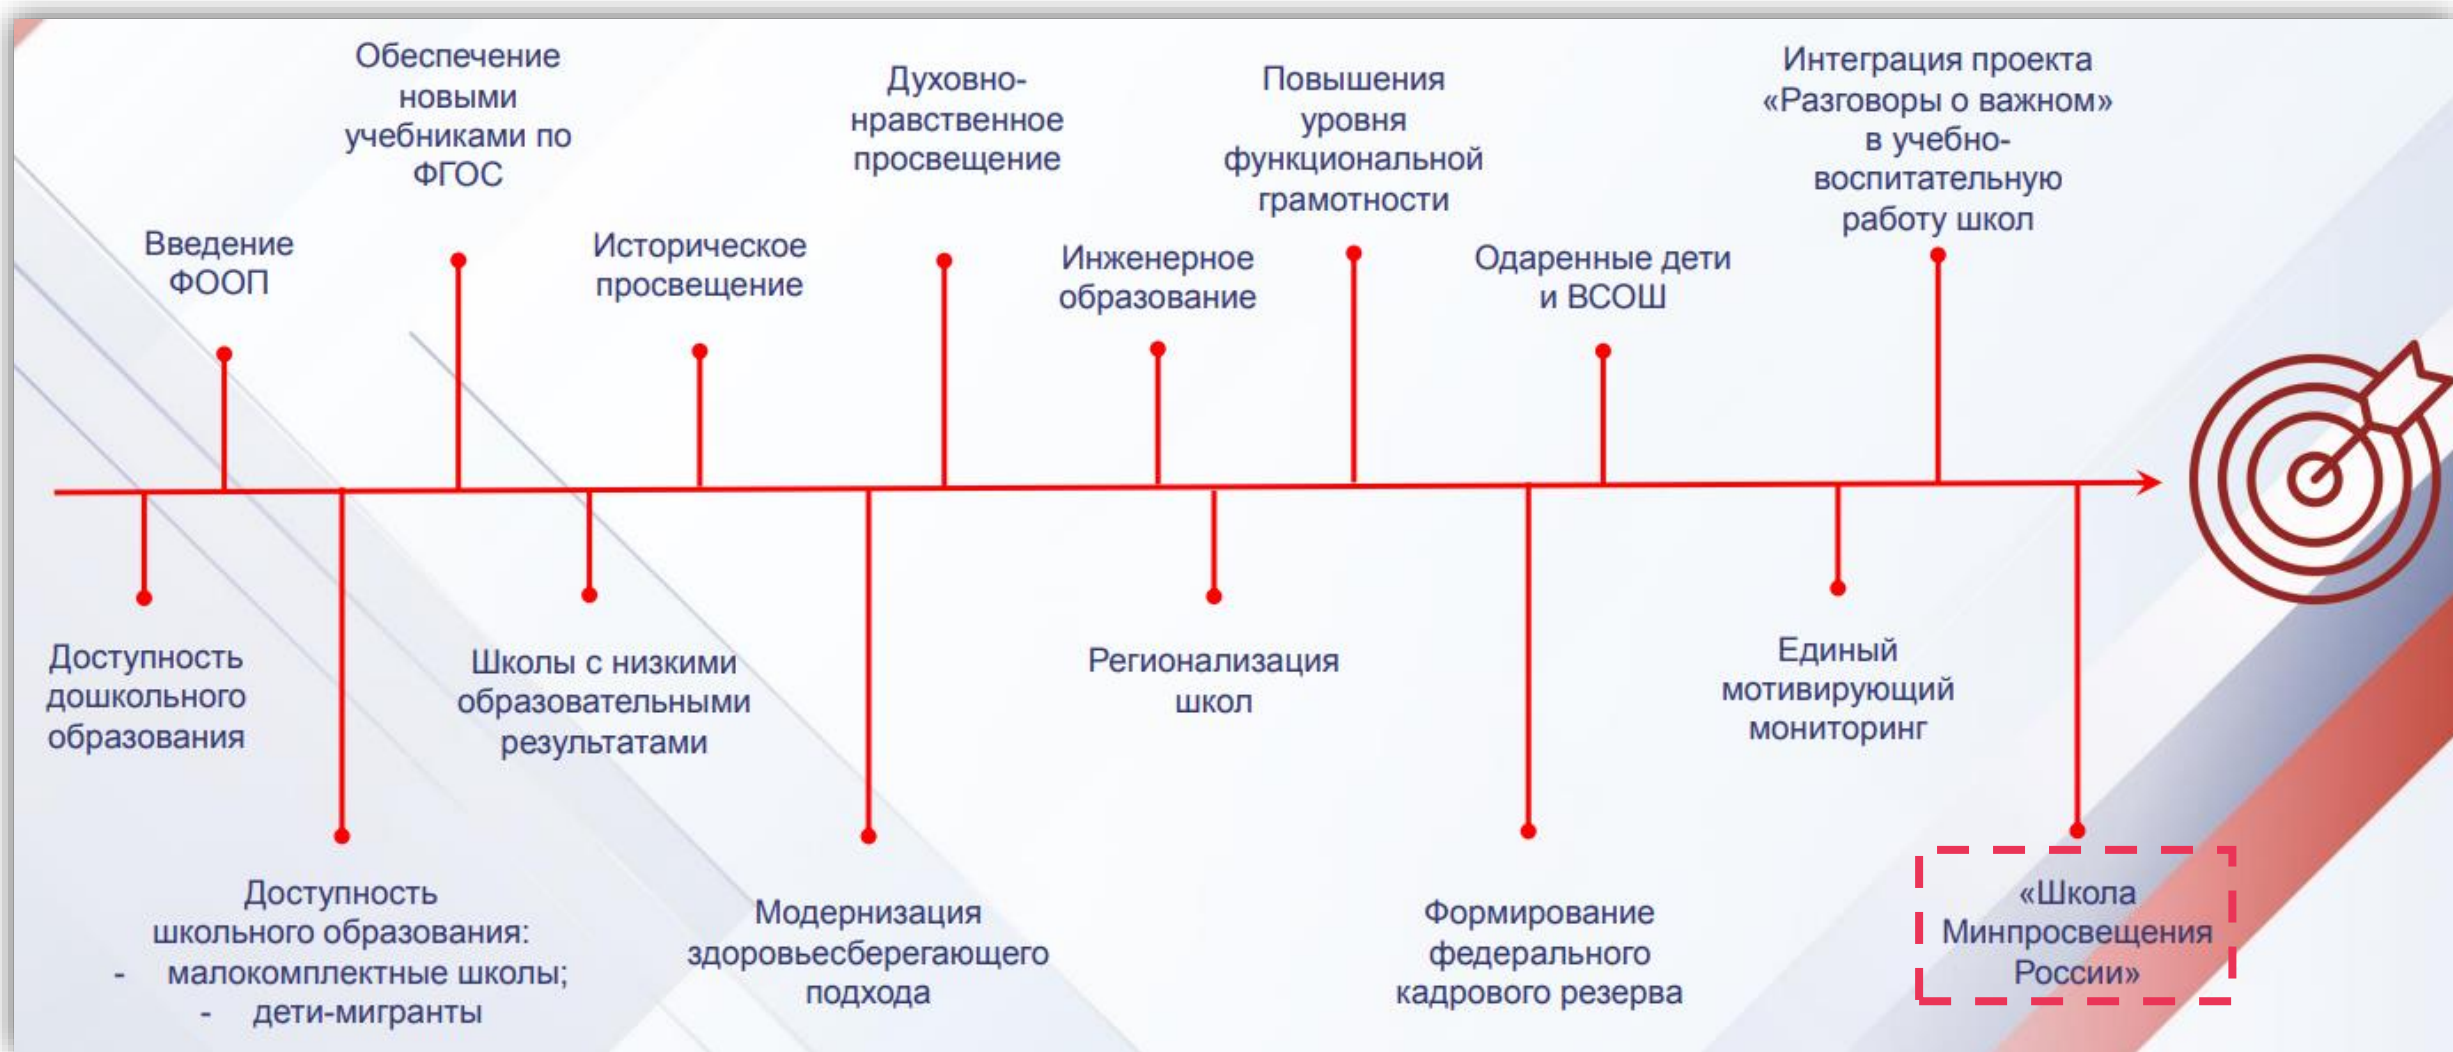 Обеспечение
новыми
учебниками по
ФГОС
Духовно-
нравственное
просвещение
Повышения
уровня
функциональной
грамотности
Интеграция проекта
«Разговоры о важном»
в учебно-
воспитательную
работу школ
Введение
ФООП
Историческое
просвещение
Инженерное
образование
Одаренные дети
и ВСОШ
Доступность
дошкольного
образования
Школы с низкими
образовательными
результатами
Регионализация
школ
Единый
мотивирующий
мониторинг
Доступность
школьного образования:
- малокомплектные школы;
- дети-мигранты
Модернизация
здоровьесберегающего
подхода
Формирование
федерального
кадрового резерва
«Школа
Минпросвещения
России»